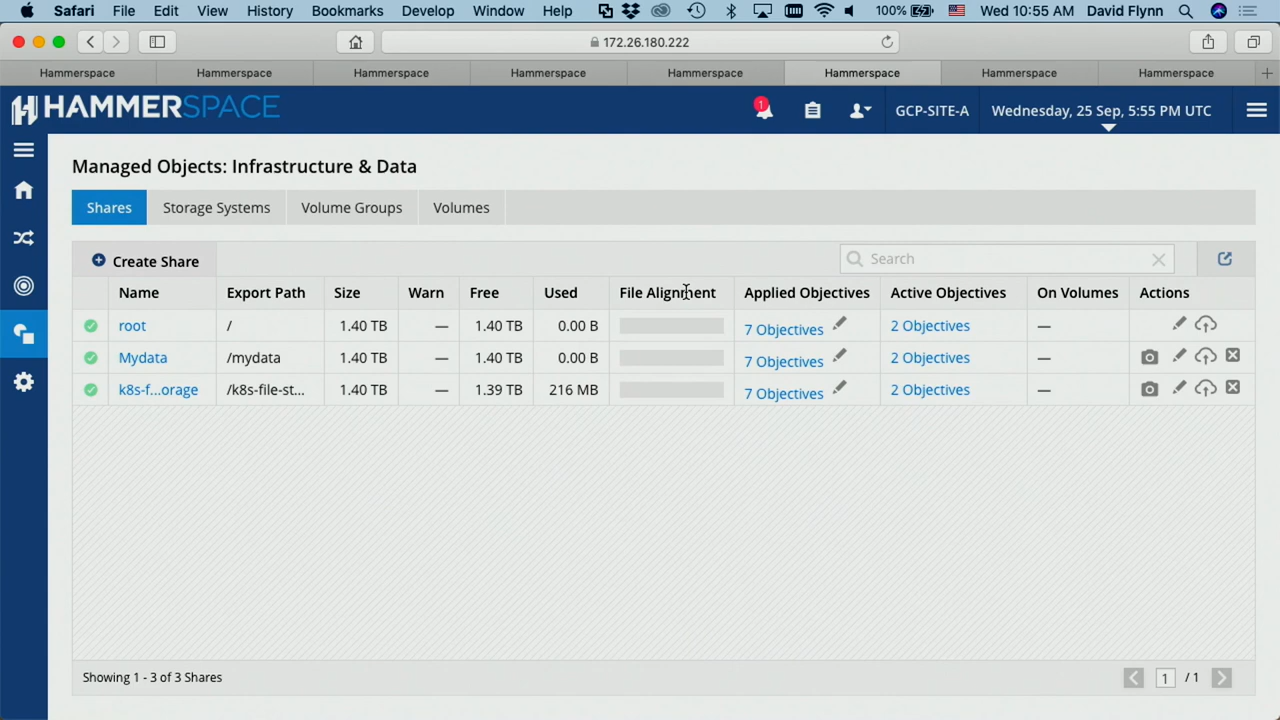 Safari File Edit View History Bookmarks Develop Window Help 100% Wed 10:55 AM David Flynn
172.26.180.222
Hammerspace Hammerspace Hammerspace Hammerspace Hammerspace Hammerspace Hammerspace Hammerspace
HAMMERSPACE 1 GCP-SITE-A Wednesday, 25 Sep, 5:55 PM UTC
Managed Objects: Infrastructure & Data
Shares Storage Systems Volume Groups Volumes
Create Share Search
Name Export Path Size Warn Free Used File Alignment Applied Objectives Active Objectives On Volumes Actions
root / 1.40 TB — 1.40 TB 0.00 B 7 Objectives 2 Objectives —
Mydata /mydata 1.40 TB — 1.40 TB 0.00 B 7 Objectives 2 Objectives —
k8s-f...orage /k8s-file-st... 1.40 TB — 1.39 TB 216 MB 7 Objectives 2 Objectives —
Showing 1 - 3 of 3 Shares 1 / 1